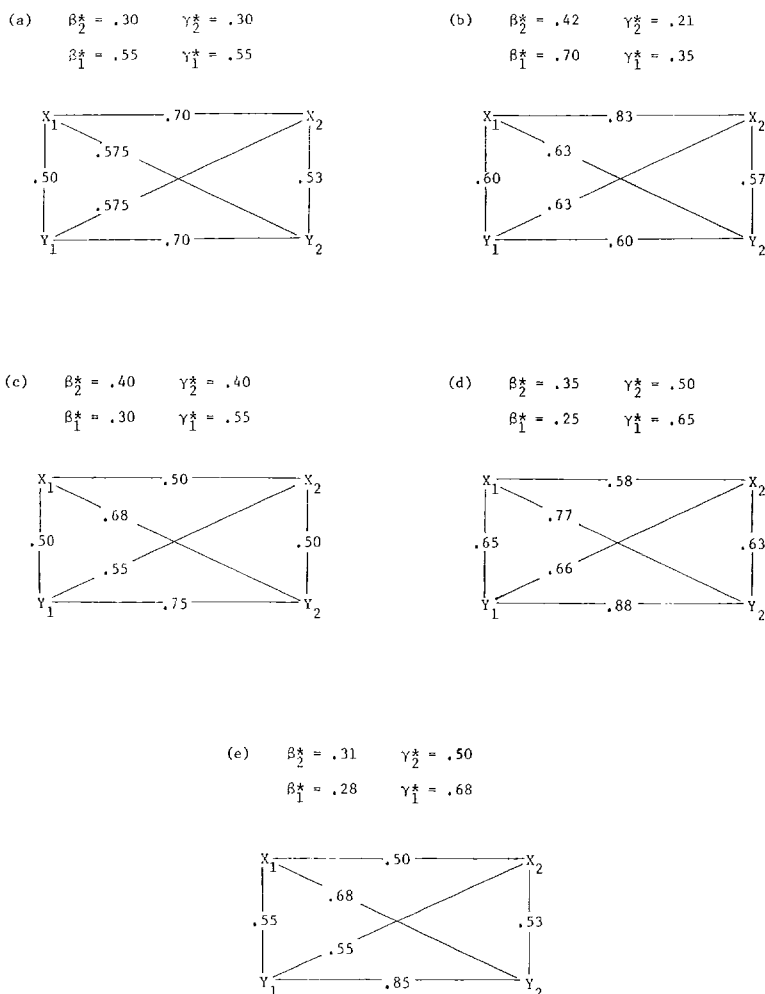 (a) β*2 = .30 γ*2 = .30
β*1 = .55 γ*1 = .55
X1 .70 X2
.575
.50 .53
.575
Y1 .70 Y2
(b) β*2 = .42 γ*2 = .21
β*1 = .70 γ*1 = .35
X1 .83 X2
.63
.60 .57
.63
Y1 .60 Y2
(c) β*2 = .40 γ*2 = .40
β*1 = .30 γ*1 = .55
X1 .50 X2
.68
.50 .50
.55
Y1 .75 Y2
(d) β*2 = .35 γ*2 = .50
β*1 = .25 γ*1 = .65
X1 .58 X2
.77
.65 .63
.66
Y1 .88 Y2
(e) β*2 = .31 γ*2 = .50
β*1 = .28 γ*1 = .68
X1 .50 X2
.68
.55 .53
.55
Y1 .85 Y2